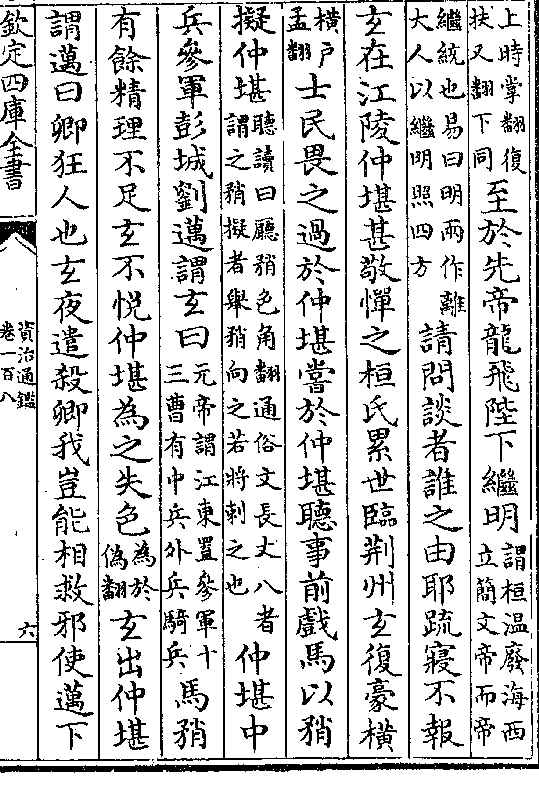 上時掌翻復
扶又翻下同
至於先帝龍飛陛下繼明
謂桓温廢海西
立簡文帝而帝
繼統也易曰明兩作離
大人以繼明照四方
請問談者誰之由耶疏寢不報
玄在江陵仲堪甚敬憚之桓氏累世臨荆州玄復豪橫
橫户
孟翻
士民畏之過於仲堪嘗於仲堪聽事前戲馬以矟
擬仲堪
聽讀曰廳矟色角翻通俗文長丈八者
謂之矟擬者舉矟向之若將刺之也
仲堪中
兵參軍彭城劉邁謂玄曰
元帝謂江東置參軍十
三曹有中兵外兵騎兵
馬矟
有餘精理不足玄不悦仲堪為之失色
為於
偽翻
玄出仲堪
謂邁曰卿狂人也玄夜遣殺卿我豈能相救邪使邁下
欽定四庫全書
資治通鑑
卷一百八
六